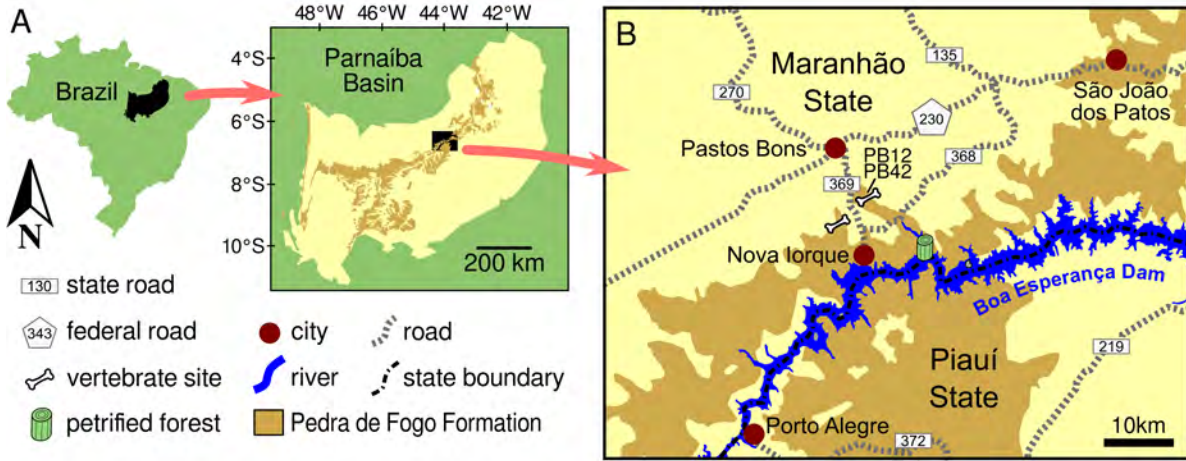 A
48°W 46°W 44°W 42°W
4°S
6°S
8°S
10°S
Parnaíba
Basin
200 km
Brazil
N
130 state road
343 federal road
vertebrate site
petrified forest
city
river
road
state boundary
Pedra de Fogo Formation
B
Maranhão
State
135
270
230
São João
dos Patos
Pastos Bons
PB12
PB42
368
369
Nova Iorque
Boa Esperança Dam
Piauí
State
219
Porto Alegre
372
10km